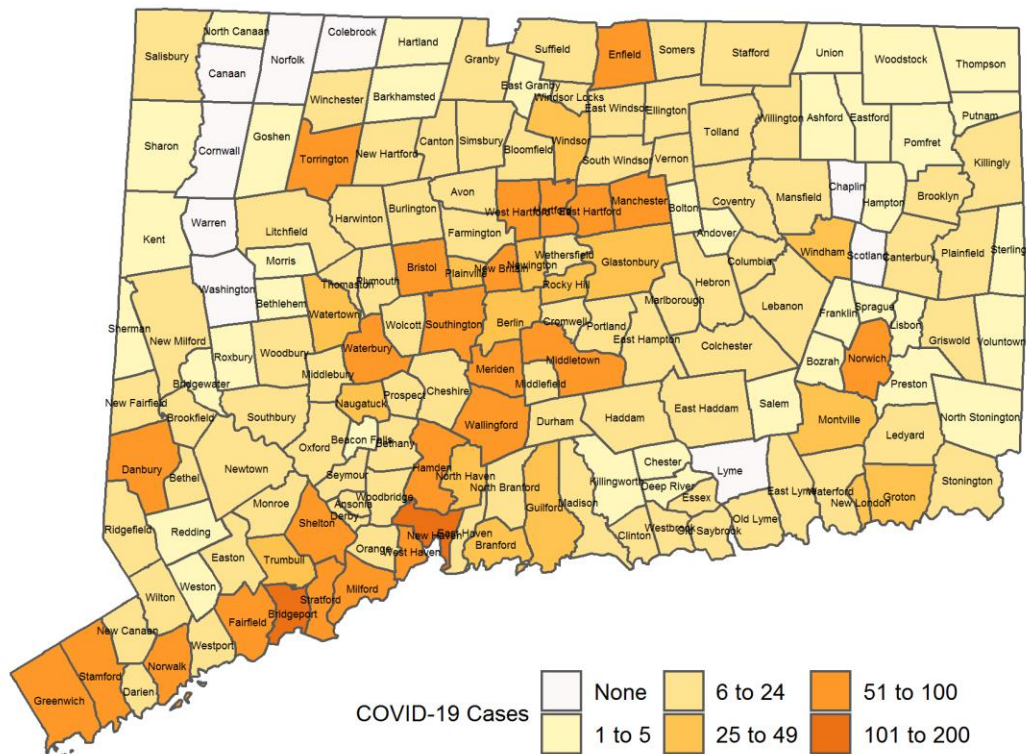 North Canaan
Colebrook
Hartland
Suffield
Enfield
Somers
Stafford
Union
Woodstock
Thompson
Salisbury
Canaan
Norfolk
Granby
East Granby
Winchester
Barkhamsted
Windsor Locks
East Windsor
Ellington
Willington
Ashford
Eastford
Putnam
Sharon
Cornwall
Goshen
Torrington
New Hartford
Canton
Simsbury
Bloomfield
Windsor
South Windsor
Vernon
Tolland
Pomfret
Killingly
Avon
West Hartford
Hartford
East Hartford
Manchester
Bolton
Coventry
Mansfield
Chaplin
Hampton
Brooklyn
Kent
Warren
Litchfield
Harwinton
Burlington
Farmington
Andover
Washington
Morris
Bethlehem
Thomaston
Plymouth
Bristol
Plainville
New Britain
Newington
Wethersfield
Glastonbury
Rocky Hill
Hebron
Columbia
Windham
Scotland
Canterbury
Plainfield
Sterling
Sherman
New Milford
Roxbury
Woodbury
Watertown
Waterbury
Wolcott
Southington
Berlin
Cromwell
Portland
Marlborough
East Hampton
Colchester
Lebanon
Franklin
Sprague
Lisbon
Griswold
Voluntown
Bridgewater
Middlebury
Naugatuck
Prospect
Cheshire
Meriden
Middlefield
Middletown
Bozrah
Norwich
Preston
New Fairfield
Brookfield
Southbury
Oxford
Beacon Falls
Bethany
Wallingford
Durham
Haddam
East Haddam
Salem
Montville
Ledyard
North Stonington
Danbury
Bethel
Newtown
Seymour
Woodbridge
Hamden
North Haven
North Branford
Guilford
Madison
Killingworth
Chester
Deep River
Essex
Lyme
Ridgefield
Redding
Monroe
Shelton
Ansonia
Derby
Orange
New Haven
West Haven
East Haven
Branford
Clinton
Westbrook
Old Saybrook
Old Lyme
East Lyme
Waterford
New London
Groton
Stonington
Wilton
Weston
Easton
Trumbull
Stratford
Milford
New Canaan
Westport
Fairfield
Bridgeport
Greenwich
Stamford
Darien
Norwalk
COVID-19 Cases
None
6 to 24
51 to 100
1 to 5
25 to 49
101 to 200